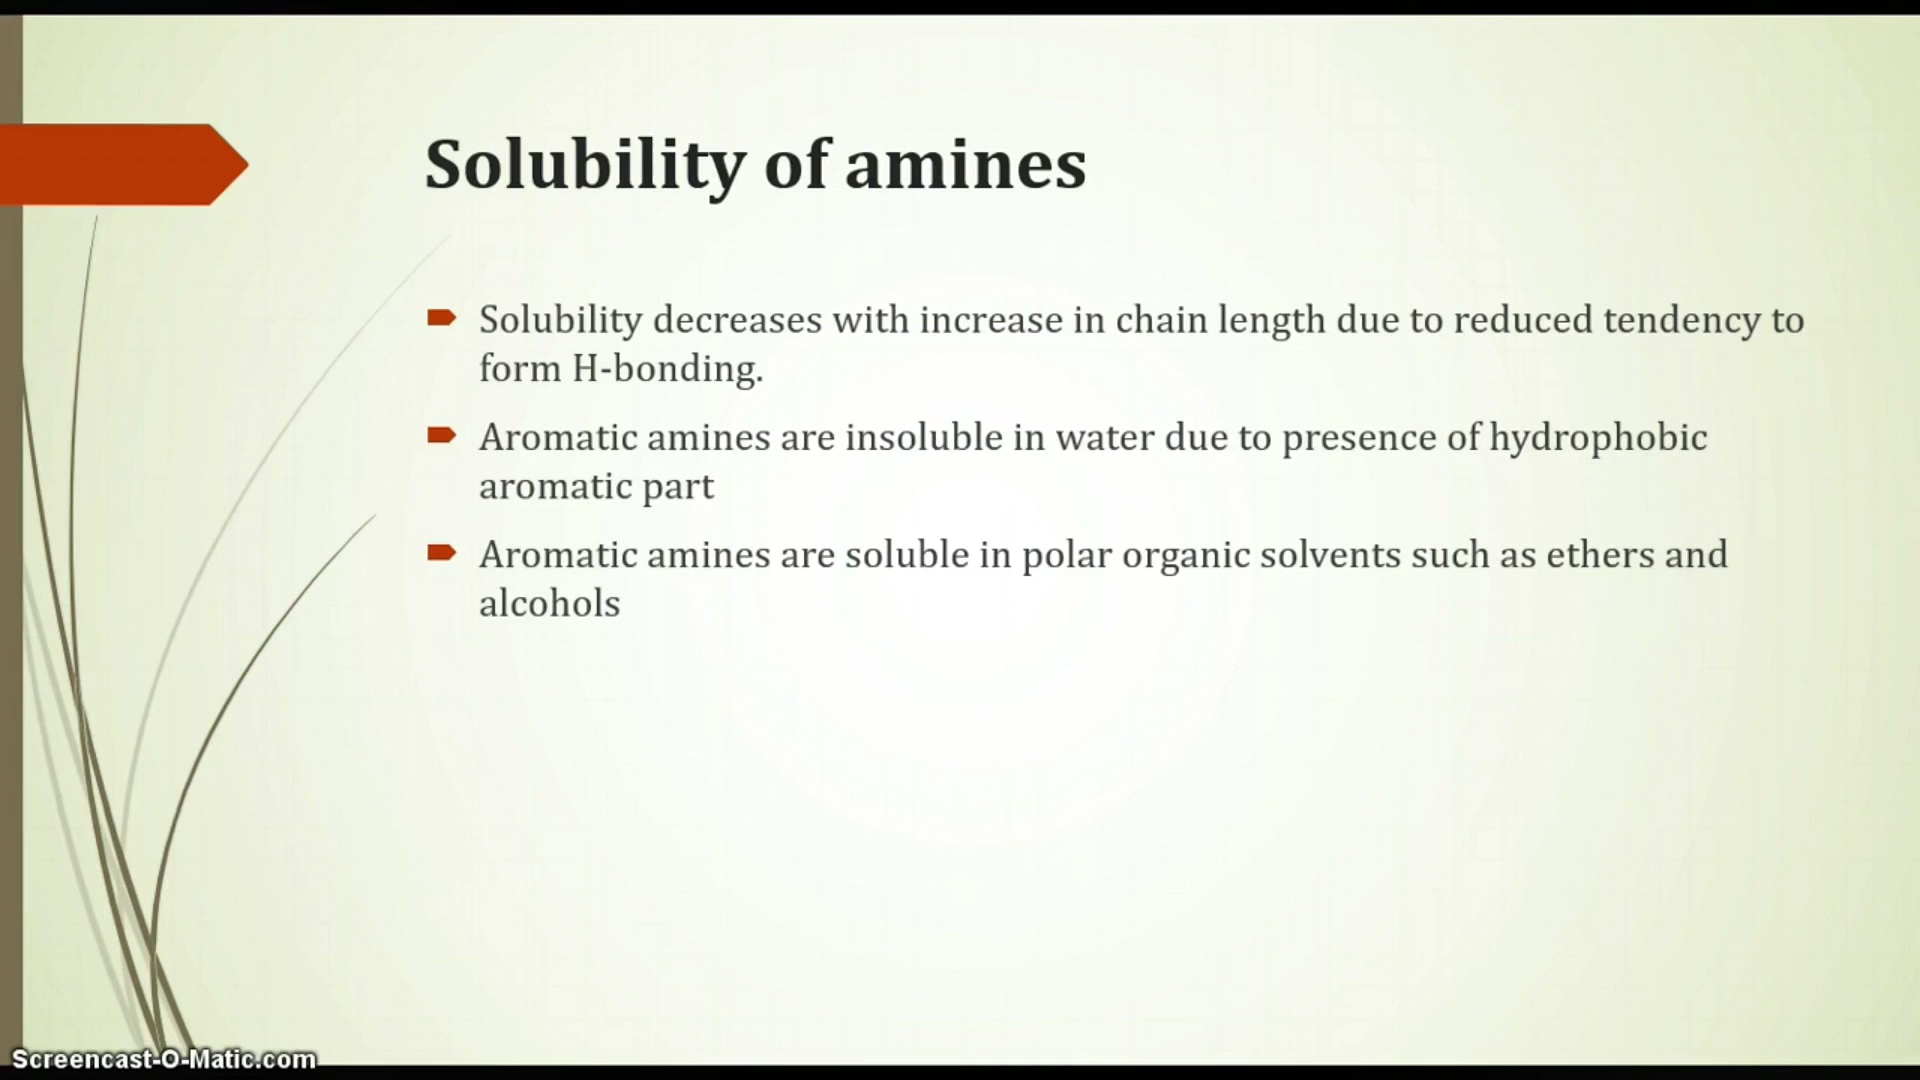 Solubility of amines
Solubility decreases with increase in chain length due to reduced tendency to
form H-bonding.
Aromatic amines are insoluble in water due to presence of hydrophobic
aromatic part
Aromatic amines are soluble in polar organic solvents such as ethers and
alcohols
Screencast-O-Matic.com